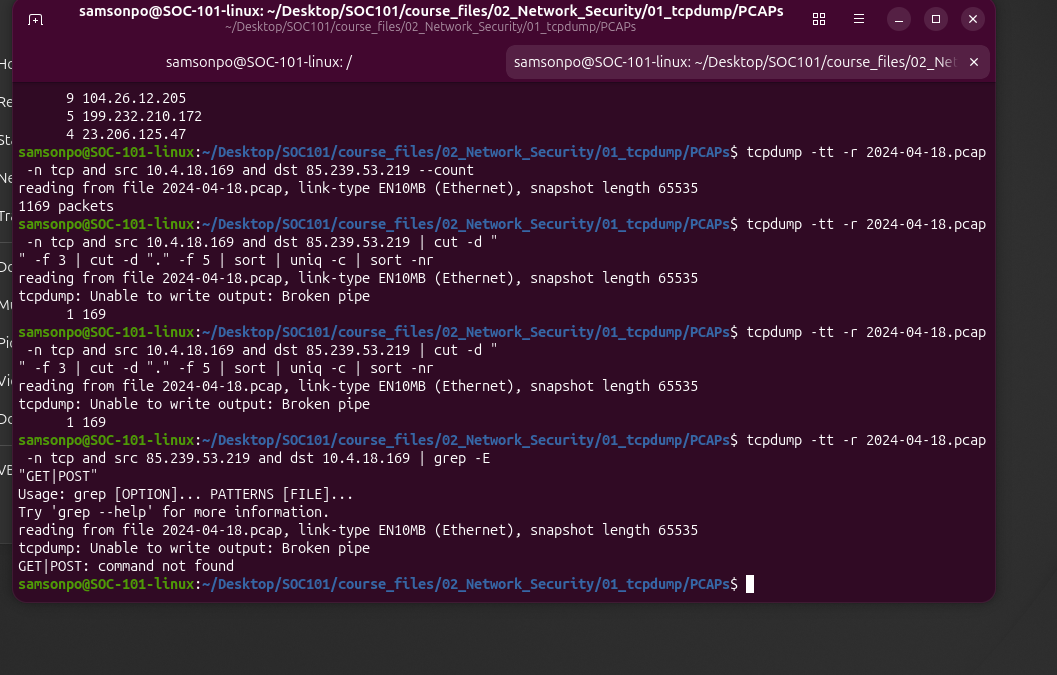 samsonpo@SOC-101-linux: ~/Desktop/SOC101/course_files/02_Network_Security/01_tcpdump/PCAPs
~/Desktop/SOC101/course_files/02_Network_Security/01_tcpdump/PCAPs
samsonpo@SOC-101-linux: /
samsonpo@SOC-101-linux: ~/Desktop/SOC101/course_files/02_Net
9 104.26.12.205
5 199.232.210.172
4 23.206.125.47
samsonpo@SOC-101-linux:~/Desktop/SOC101/course_files/02_Network_Security/01_tcpdump/PCAPs$ tcpdump -tt -r 2024-04-18.pcap
-n tcp and src 10.4.18.169 and dst 85.239.53.219 --count
reading from file 2024-04-18.pcap, link-type EN10MB (Ethernet), snapshot length 65535
1169 packets
samsonpo@SOC-101-linux:~/Desktop/SOC101/course_files/02_Network_Security/01_tcpdump/PCAPs$ tcpdump -tt -r 2024-04-18.pcap
-n tcp and src 10.4.18.169 and dst 85.239.53.219 | cut -d "
" -f 3 | cut -d "." -f 5 | sort | uniq -c | sort -nr
reading from file 2024-04-18.pcap, link-type EN10MB (Ethernet), snapshot length 65535
tcpdump: Unable to write output: Broken pipe
1 169
samsonpo@SOC-101-linux:~/Desktop/SOC101/course_files/02_Network_Security/01_tcpdump/PCAPs$ tcpdump -tt -r 2024-04-18.pcap
-n tcp and src 10.4.18.169 and dst 85.239.53.219 | cut -d "
" -f 3 | cut -d "." -f 5 | sort | uniq -c | sort -nr
reading from file 2024-04-18.pcap, link-type EN10MB (Ethernet), snapshot length 65535
tcpdump: Unable to write output: Broken pipe
1 169
samsonpo@SOC-101-linux:~/Desktop/SOC101/course_files/02_Network_Security/01_tcpdump/PCAPs$ tcpdump -tt -r 2024-04-18.pcap
-n tcp and src 85.239.53.219 and dst 10.4.18.169 | grep -E
"GET|POST"
Usage: grep [OPTION]... PATTERNS [FILE]...
Try 'grep --help' for more information.
reading from file 2024-04-18.pcap, link-type EN10MB (Ethernet), snapshot length 65535
tcpdump: Unable to write output: Broken pipe
GET|POST: command not found
samsonpo@SOC-101-linux:~/Desktop/SOC101/course_files/02_Network_Security/01_tcpdump/PCAPs$